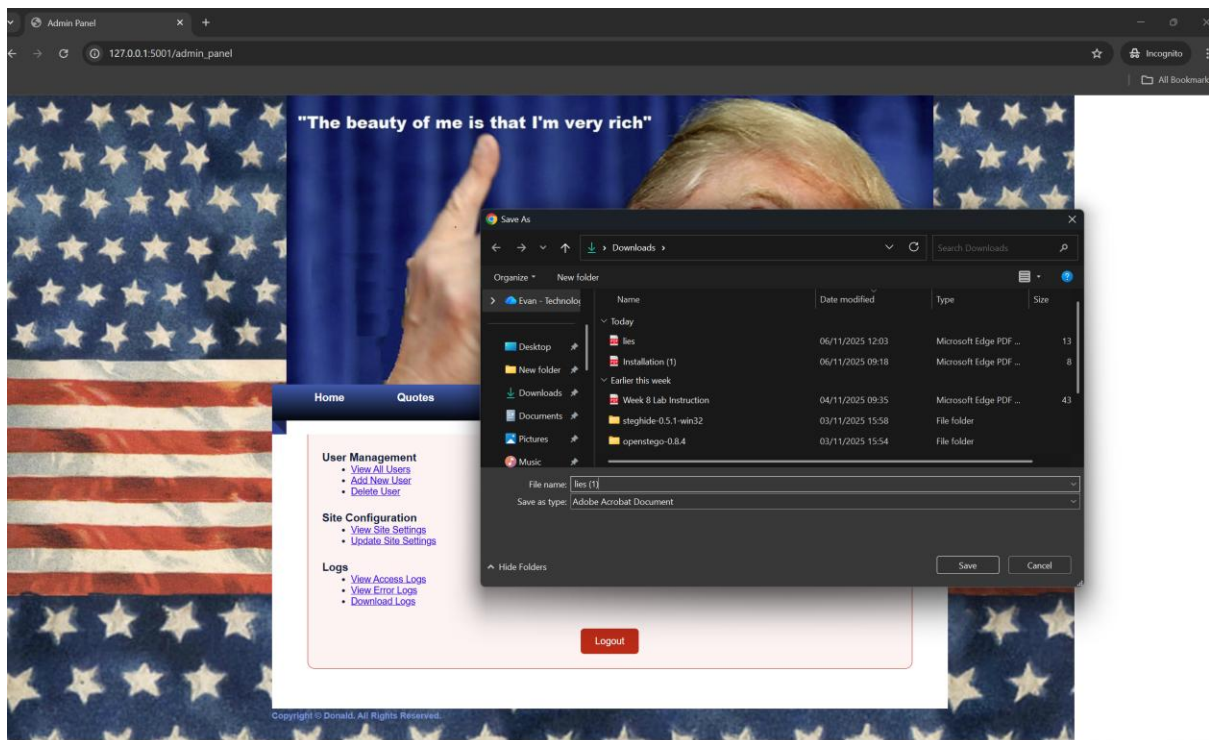 Admin Panel
127.0.0.1:5001/admin_panel
Incognito
All Bookmark
"The beauty of me is that I'm very rich"
Save As
Downloads
Search Downloads
Organize
New folder
Evan - Technolog
Desktop
New folder
Downloads
Documents
Pictures
Music
Name Date modified Type Size
Today
lies 06/11/2025 12:03 Microsoft Edge PDF ... 13
Installation (1) 06/11/2025 09:18 Microsoft Edge PDF ... 8
Earlier this week
Week 8 Lab Instruction 04/11/2025 09:35 Microsoft Edge PDF ... 43
steghide-0.5.1-win32 03/11/2025 15:58 File folder
openstego-0.8.4 03/11/2025 15:54 File folder
File name: lies (1)
Save as type: Adobe Acrobat Document
Hide Folders
Save
Cancel
Home
Quotes
User Management
View All Users
Add New User
Delete User
Site Configuration
View Site Settings
Update Site Settings
Logs
View Access Logs
View Error Logs
Download Logs
Logout
Copyright © Donald. All Rights Reserved.